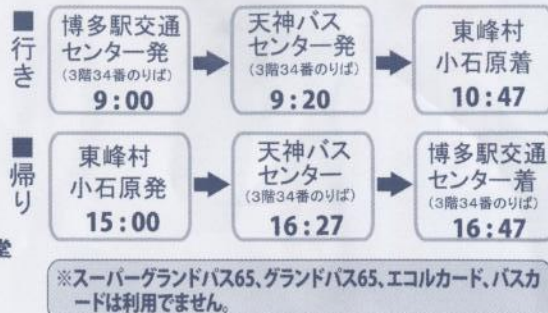 ■行き
博多駅交通
センター発
(3階34番のりば)
9:00
天神バス
センター発
(3階34番のりば)
9:20
東峰村
小石原着
10:47
■帰り
東峰村
小石原発
15:00
天神バス
センター
(3階34番のりば)
16:27
博多駅交通
センター着
(3階34番のりば)
16:47
堂
※スーパーグランドパス65、グランドパス65、エコルカード、バスカ
ードは利用でません。